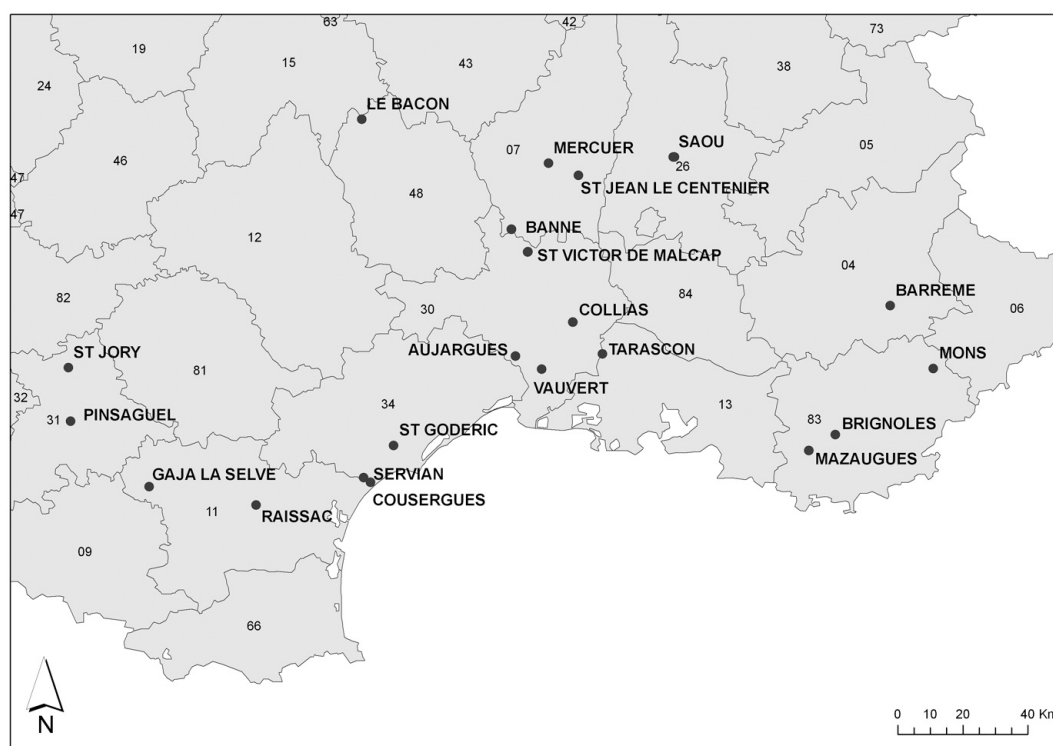 63
42
73
19
15
43
38
24
LE BACON
07
MERCUER
SAOU
05
46
26
47
48
ST JEAN LE CENTENIER
47
BANNE
12
ST VICTOR DE MALCAP
04
82
84
BARREME
30
COLLIAS
06
ST JORY
AUJARGUES
TARASCON
MONS
81
VAUVERT
32
34
13
31
PINSAGUEL
83
BRIGNOLES
ST GODERIC
MAZAUGUES
GAJA LA SELVE
SERVIAN
COUSERGUES
11
RAISSAC
09
66
N
0 10 20 40 Km